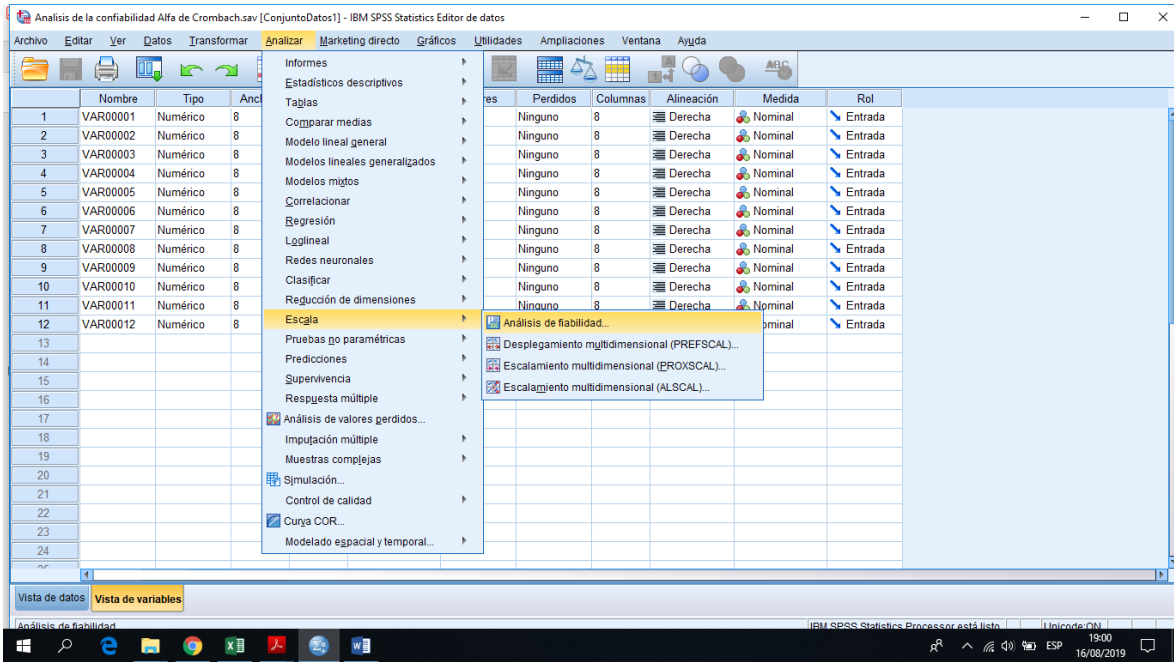 Analisis de la confiabilidad Alfa de Crombach.sav [ConjuntoDatos1] - IBM SPSS Statistics Editor de datos
Archivo Editar Ver Datos Transformar Analizar Marketing directo Gráficos Utilidades Ampliaciones Ventana Ayuda
Nombre Tipo Perdidos Columnas Alineación Medida Rol
1 VAR00001 Numérico 8 Ninguno 8 Derecha Nominal Entrada
2 VAR00002 Numérico 8 Ninguno 8 Derecha Nominal Entrada
3 VAR00003 Numérico 8 Ninguno 8 Derecha Nominal Entrada
4 VAR00004 Numérico 8 Ninguno 8 Derecha Nominal Entrada
5 VAR00005 Numérico 8 Ninguno 8 Derecha Nominal Entrada
6 VAR00006 Numérico 8 Ninguno 8 Derecha Nominal Entrada
7 VAR00007 Numérico 8 Ninguno 8 Derecha Nominal Entrada
8 VAR00008 Numérico 8 Ninguno 8 Derecha Nominal Entrada
9 VAR00009 Numérico 8 Ninguno 8 Derecha Nominal Entrada
10 VAR00010 Numérico 8 Ninguno 8 Derecha Nominal Entrada
11 VAR00011 Numérico 8 Ninguno 8 Derecha Nominal Entrada
12 VAR00012 Numérico 8 Entrada
13
14
15
16
17
18
19
20
21
22
23
24
Informes
Estadísticos descriptivos
Tablas
Comparar medias
Modelo lineal general
Modelos lineales generalizados
Modelos mixtos
Correlacionar
Regresión
Loglineal
Redes neuronales
Clasificar
Reducción de dimensiones
Escala
Pruebas no paramétricas
Predicciones
Supervivencia
Respuesta múltiple
Análisis de valores perdidos...
Imputación múltiple
Muestras complejas
Simulación...
Control de calidad
Curva COR...
Modelado espacial y temporal...
Análisis de fiabilidad...
Desplegamiento multidimensional (PREFSCAL)...
Escalamiento multidimensional (PROXSCAL)...
Escalamiento multidimensional (ALSCAL)...
Vista de datos Vista de variables
Análisis de fiabilidad IBM SPSS Statistics Processor está listo Unicode:ON
ESP 19:00
16/08/2019